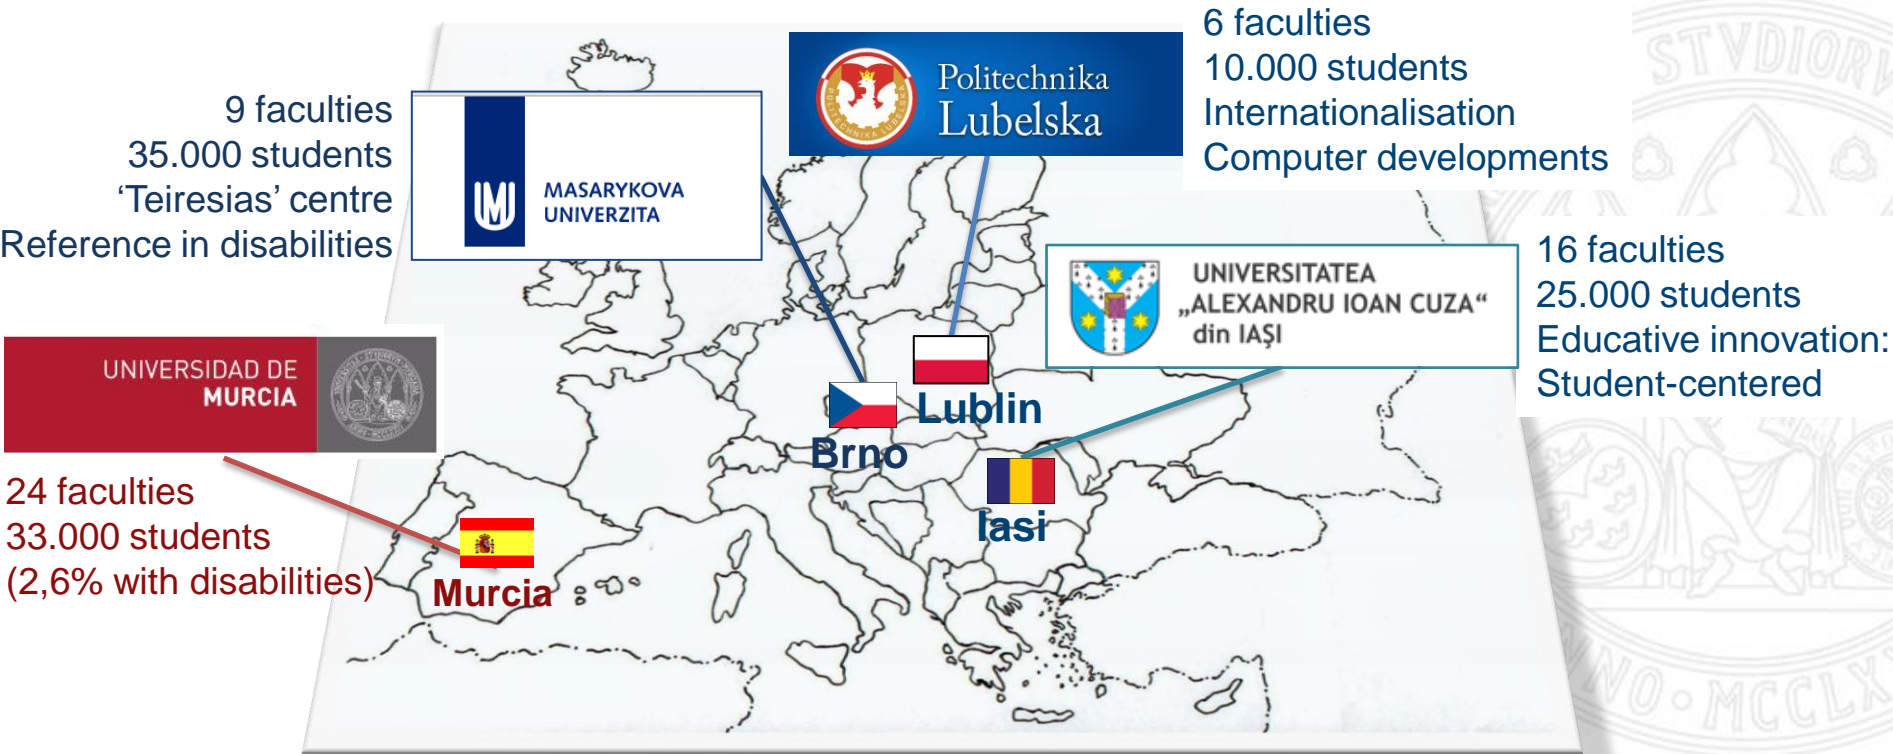 6 faculties
10.000 students
Internationalisation
Computer developments
Politechnika
Lubelska
9 faculties
35.000 students
‘Teiresias’ centre
Reference in disabilities
MASARYKOVA
UNIVERZITA
UNIVERSITATEA
„ALEXANDRU IOAN CUZA“
din IAŞI
16 faculties
25.000 students
Educative innovation:
Student-centered
UNIVERSIDAD DE
MURCIA
24 faculties
33.000 students
(2,6% with disabilities)
Lublin
Brno
Iasi
Murcia